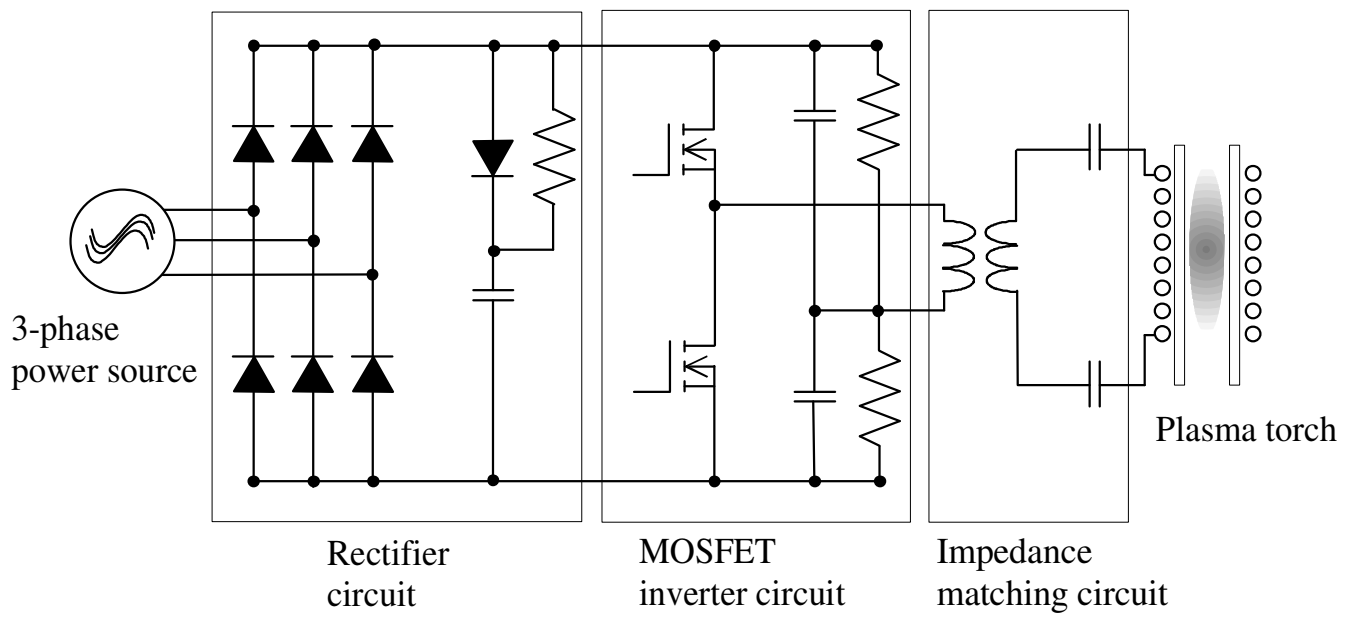 3-phase
power source
Rectifier
circuit
MOSFET
inverter circuit
Impedance
matching circuit
Plasma torch